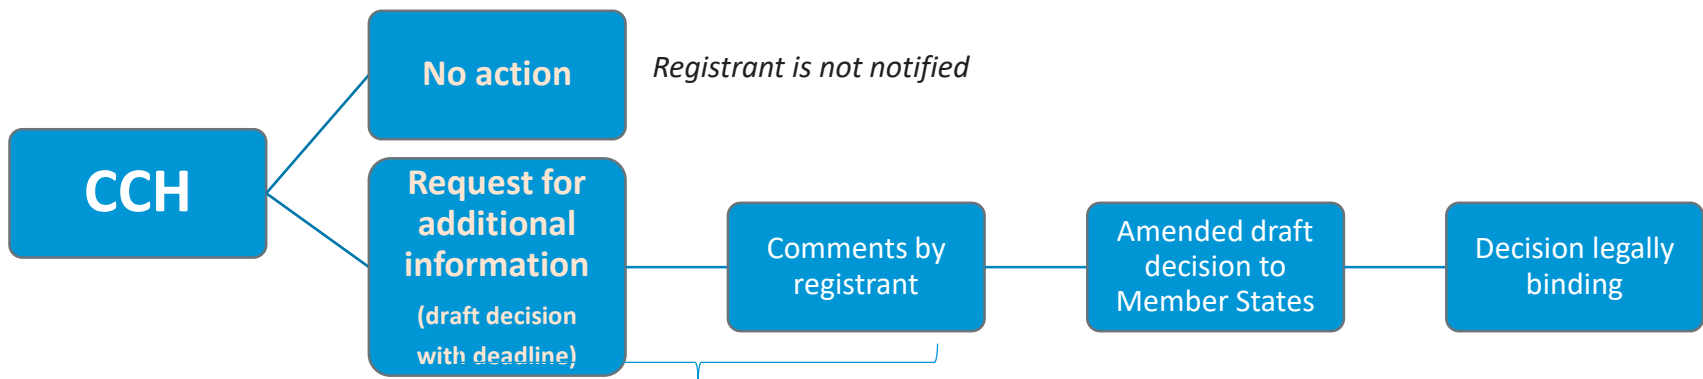 No action
Registrant is not notified
CCH
Request for
additional
information
(draft decision
with deadline)
Comments by
registrant
Amended draft
decision to
Member States
Decision legally
binding